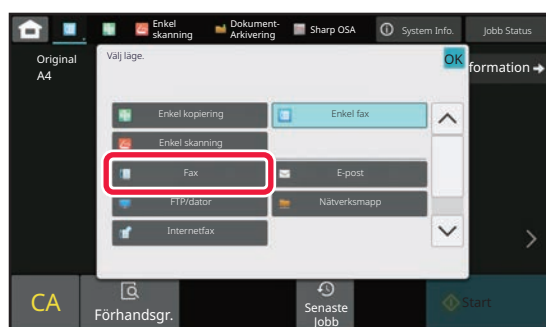 Enkel
skanning
Dokument-
Arkivering
Sharp OSA
System Info.
Jobb Status
Original
A4
Välj läge.
OK
formation
Enkel kopiering
Enkel fax
Enkel skanning
Fax
E-post
FTP/dator
Nätverksmapp
Internetfax
CA
Förhandsgr.
Senaste
Jobb
Start